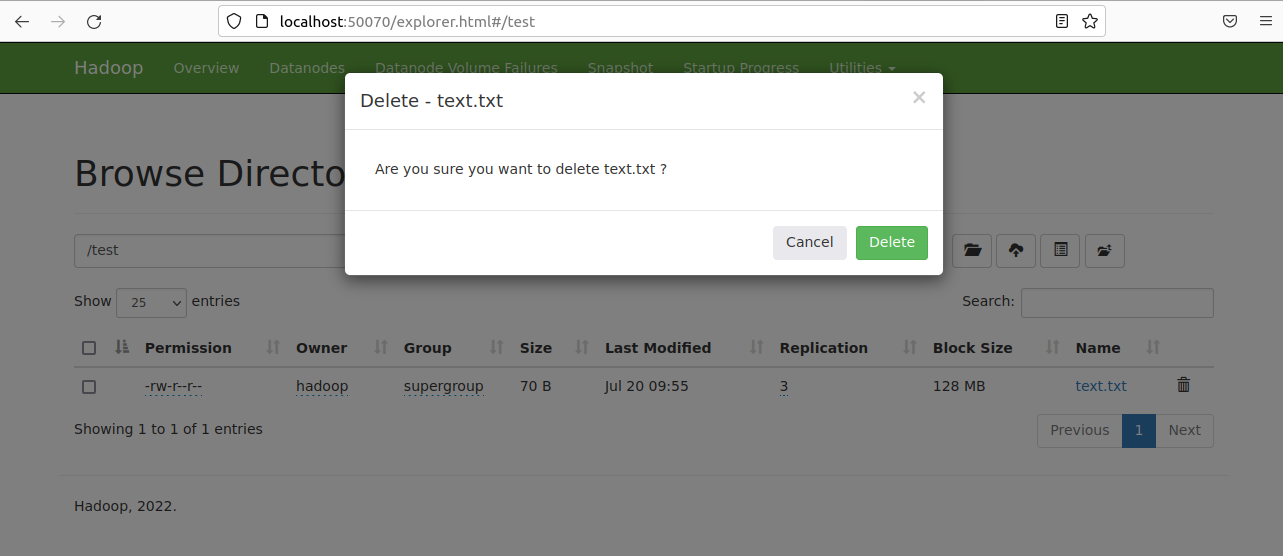 localhost:50070/explorer.html#/test
Hadoop Overview Datanodes Datanode Volume Failures Snapshot Startup Progress Utilities
Delete - text.txt ×
Are you sure you want to delete text.txt ?
Cancel Delete
Browse Directo
/test
Show 25 entries Search:
Permission Owner Group Size Last Modified Replication Block Size Name
-rw-r--r-- hadoop supergroup 70 B Jul 20 09:55 3 128 MB text.txt
Showing 1 to 1 of 1 entries Previous 1 Next
Hadoop, 2022.